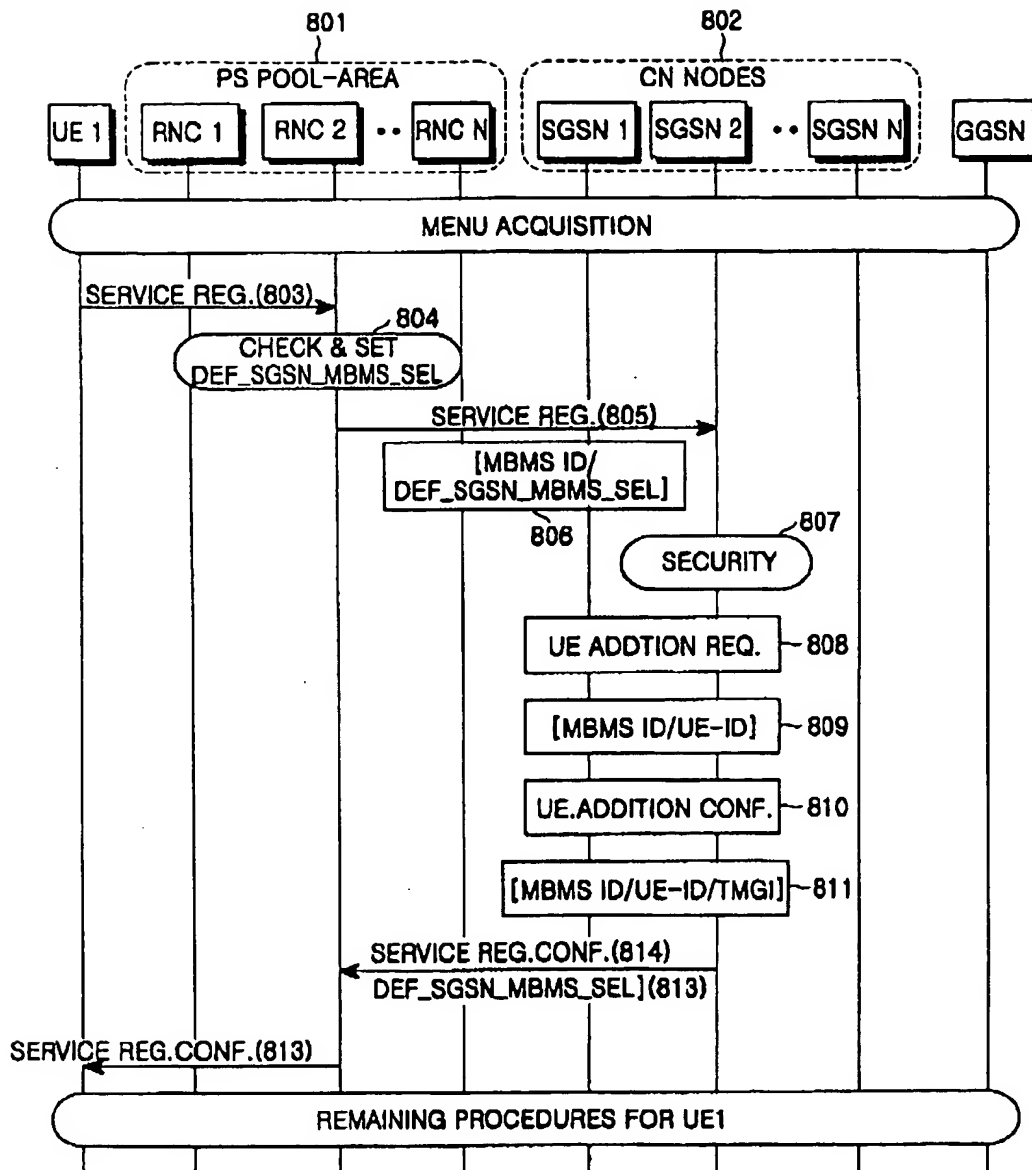 801
802
PS POOL-AREA
CN NODES
UE 1
RNC 1
RNC 2
••
RNC N
SGSN 1
SGSN 2
••
SGSN N
GGSN
MENU ACQUISITION
SERVICE REG.(803)
804
CHECK & SET
DEF_SGSN_MBMS_SEL
SERVICE REG.(805)
[MBMS ID/
DEF_SGSN_MBMS_SEL]
806
807
SECURITY
UE ADDTION REQ.
808
[MBMS ID/UE-ID]
809
UE.ADDITION CONF.
810
[MBMS ID/UE-ID/TMGI]
811
SERVICE REG.CONF.(814)
DEF_SGSN_MBMS_SEL](813)
SERVICE REG.CONF.(813)
REMAINING PROCEDURES FOR UE1